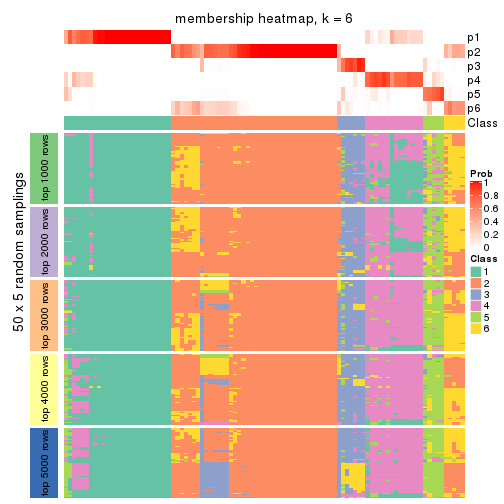 membership heatmap, k = 6
p1
p2
p3
p4
p5
p6
Class
50 x 5 random samplings
top 1000 rows
top 2000 rows
top 3000 rows
top 4000 rows
top 5000 rows
Prob
1
0.8
0.6
0.4
0.2
0
Class
1
2
3
4
5
6